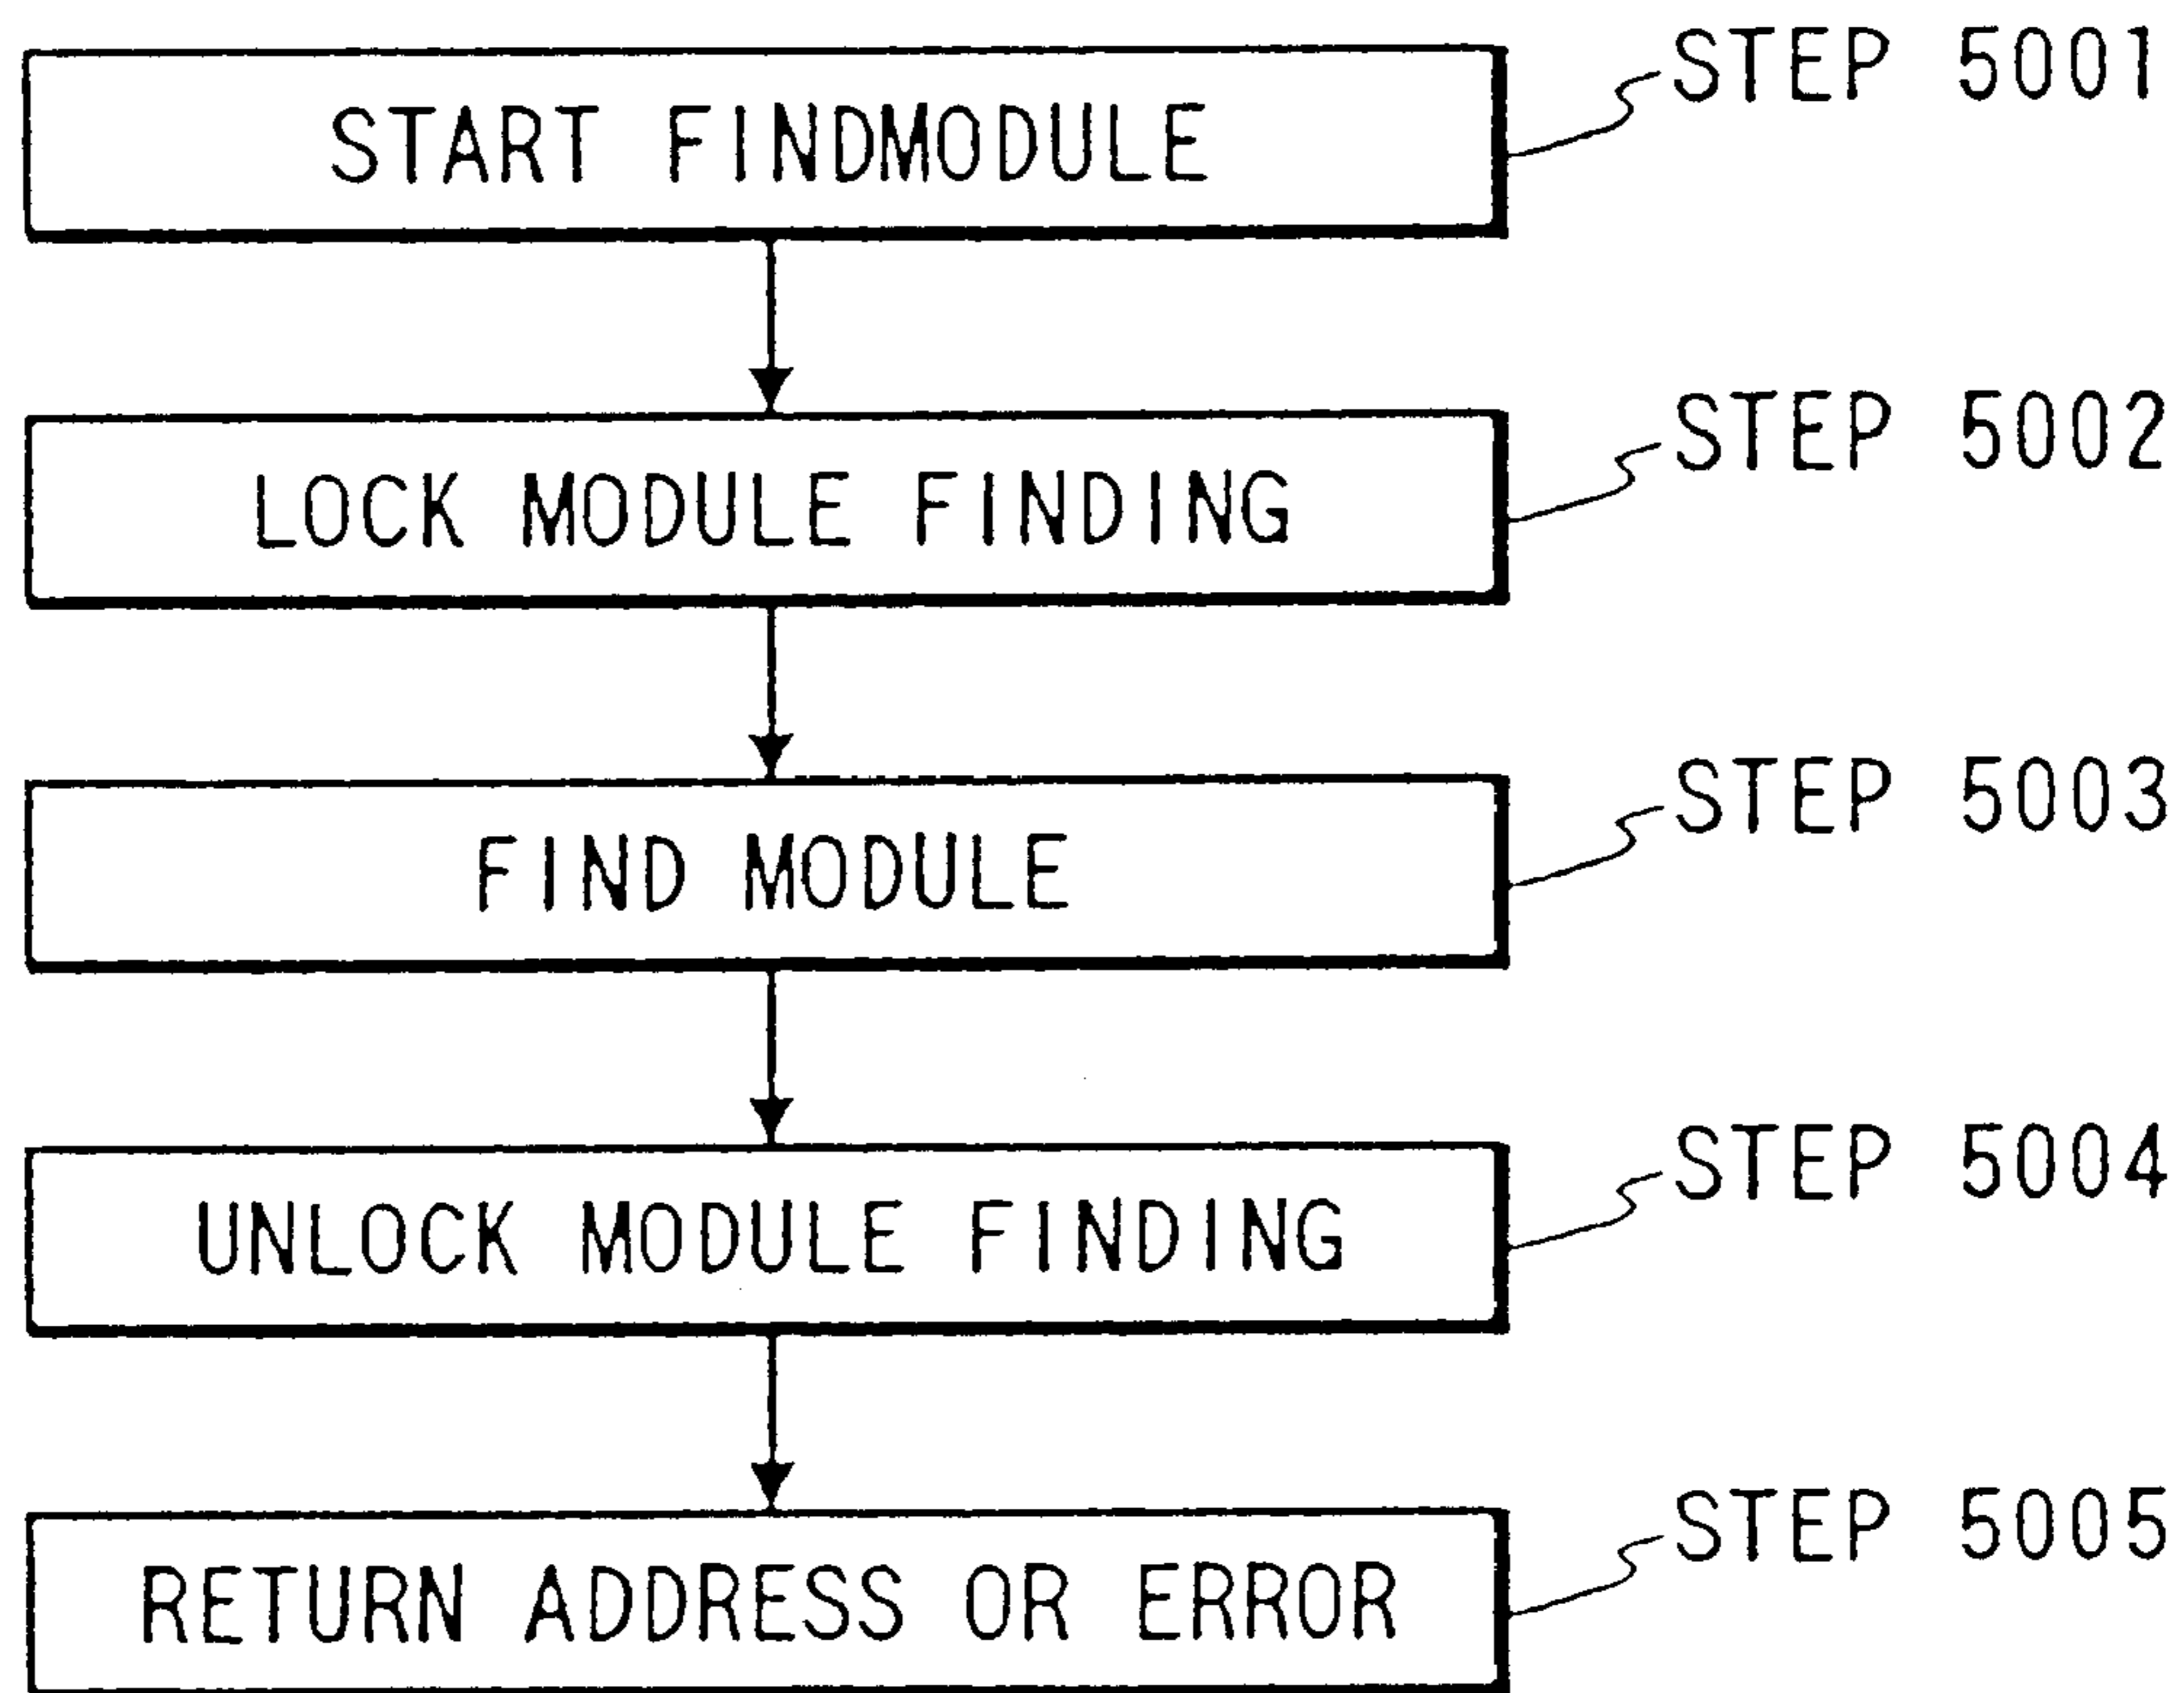 START FINDMODULE
STEP 5001
LOCK MODULE FINDING
STEP 5002
FIND MODULE
STEP 5003
UNLOCK MODULE FINDING
STEP 5004
RETURN ADDRESS OR ERROR
STEP 5005